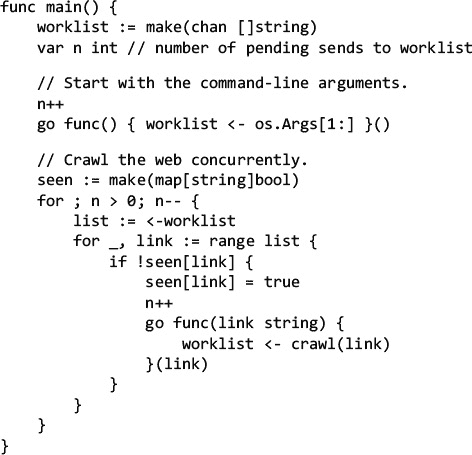 func main() {
    worklist := make(chan []string)
    var n int // number of pending sends to worklist

    // Start with the command-line arguments.
    n++
    go func() { worklist <- os.Args[1:] }()

    // Crawl the web concurrently.
    seen := make(map[string]bool)
    for ; n > 0; n-- {
        list := <-worklist
        for _, link := range list {
            if !seen[link] {
                seen[link] = true
                n++
                go func(link string) {
                    worklist <- crawl(link)
                }(link)
            }
        }
    }
}